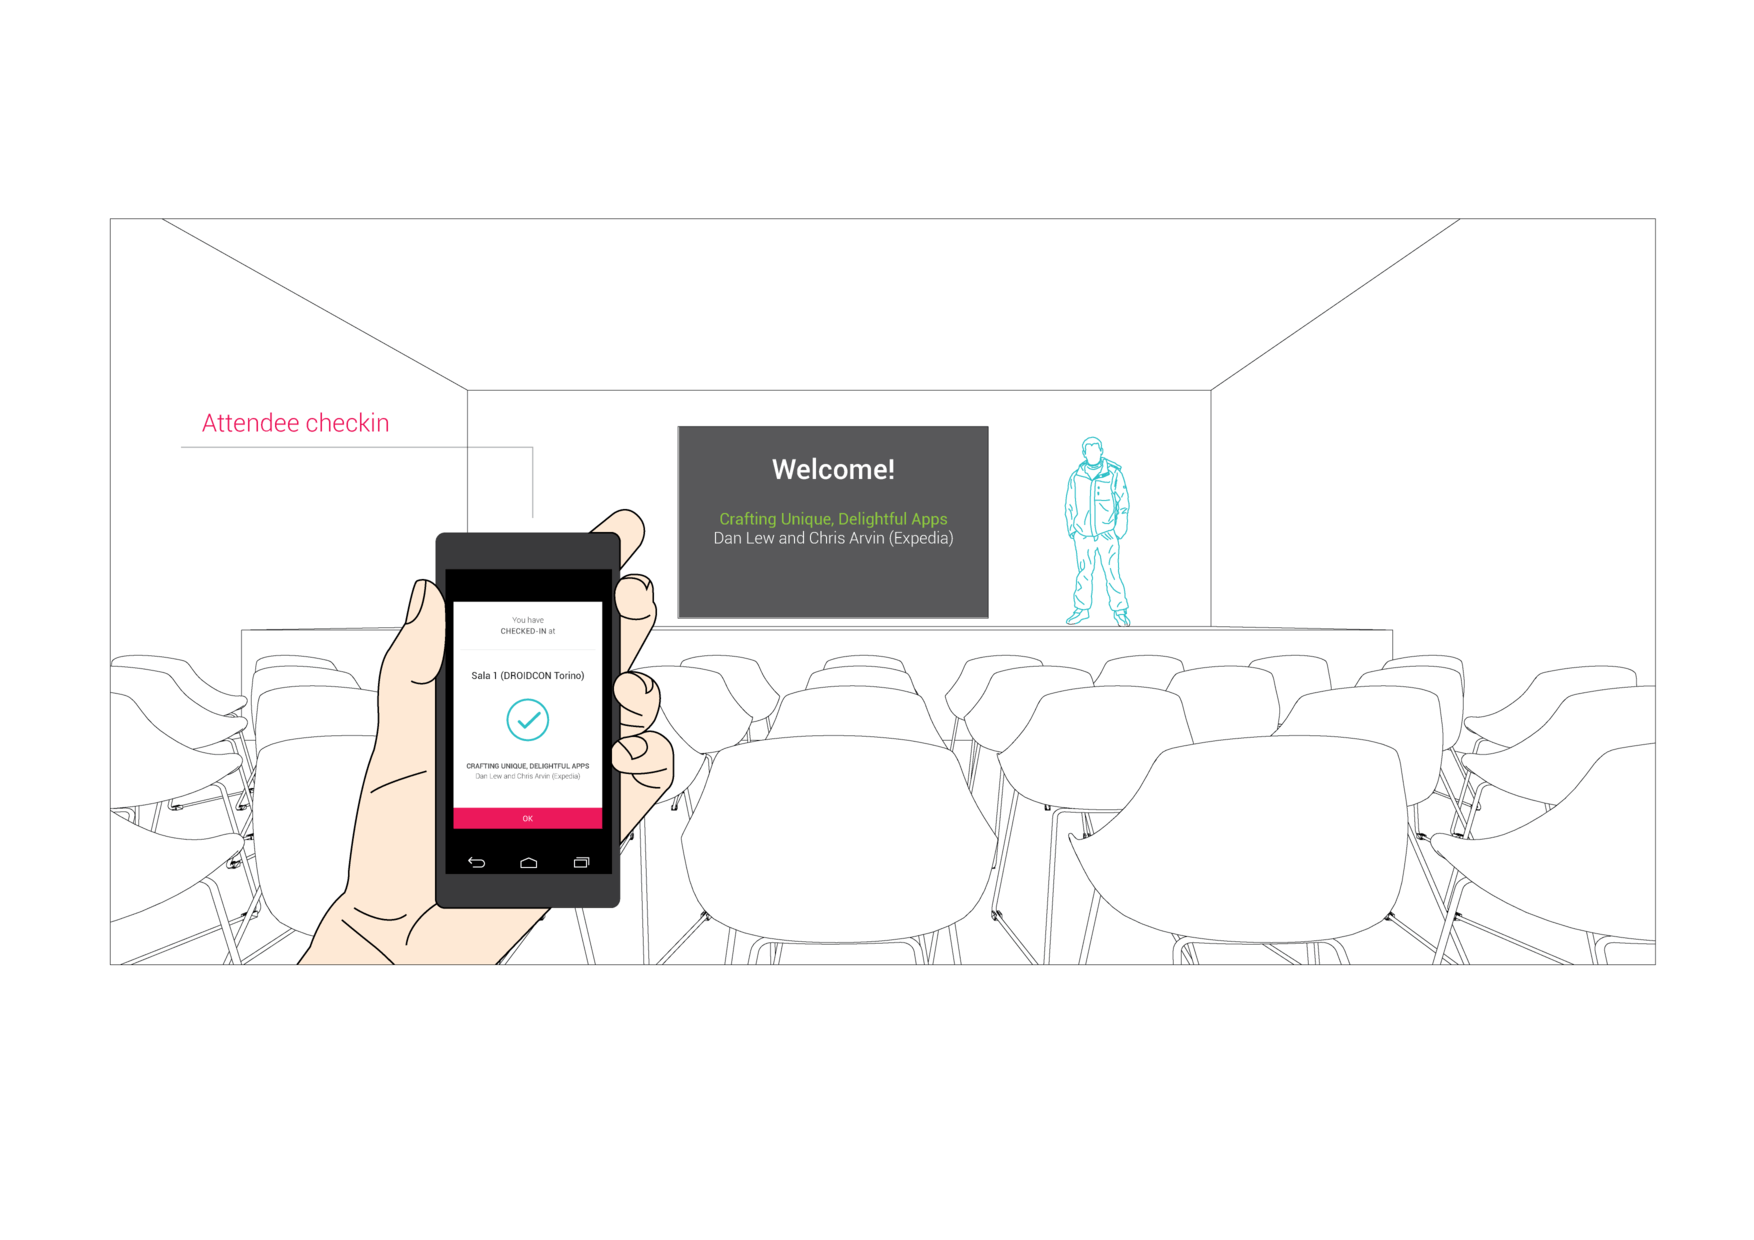 Attendee checkin
Welcome!
Crafting Unique, Delightful Apps
Dan Lew and Chris Arvin (Expedia)
You have
CHECKED-IN at
Sala 1 (DROIDCON Torino)
CRAFTING UNIQUE, DELIGHTFUL APPS
Dan Lew and Chris Arvin (Expedia)
OK